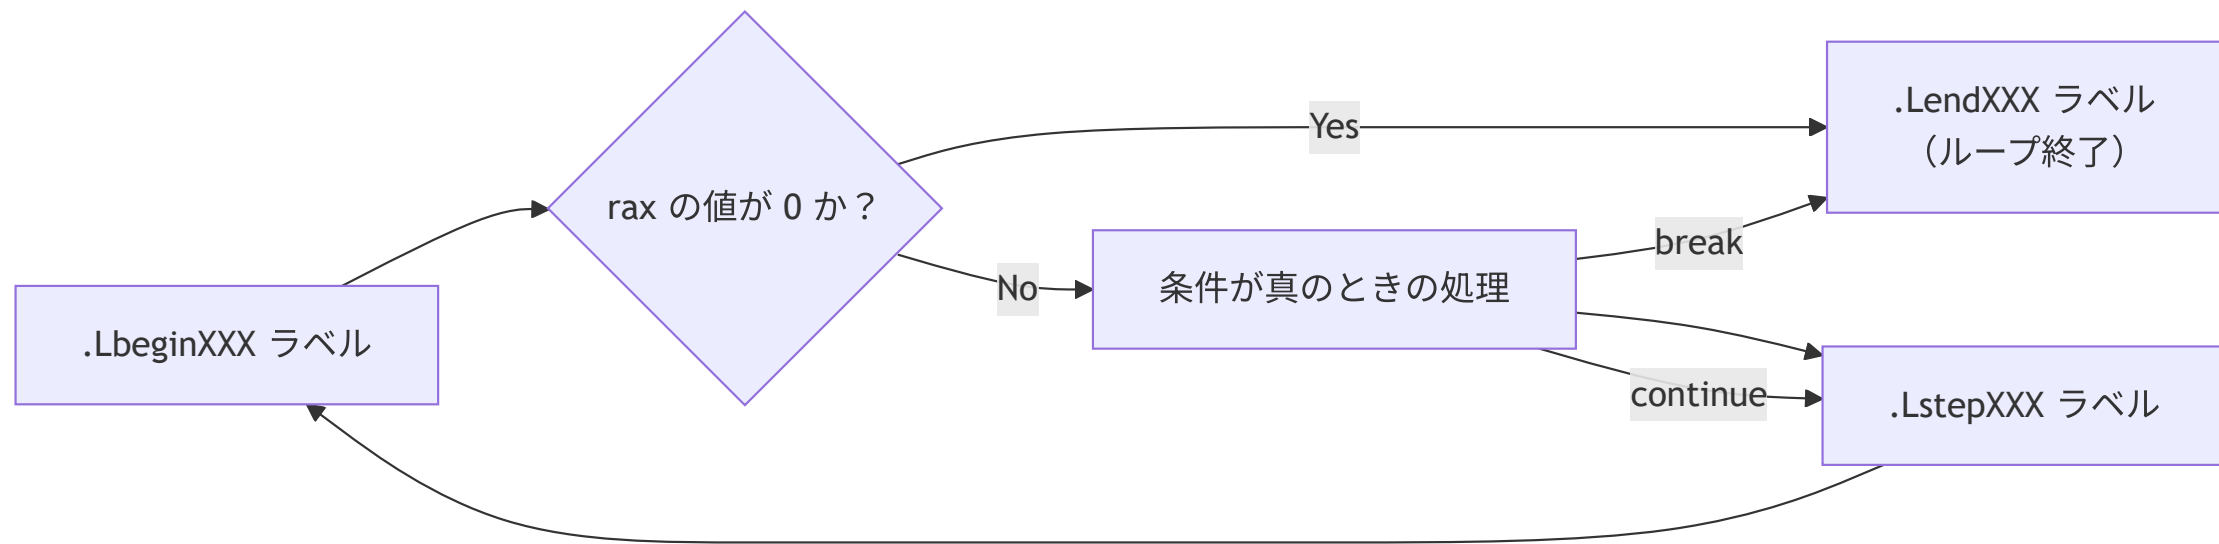 .LbeginXXX ラベル
rax の値が 0 か？
Yes
No
条件が真のときの処理
break
continue
.LendXXX ラベル
（ループ終了）
.LstepXXX ラベル